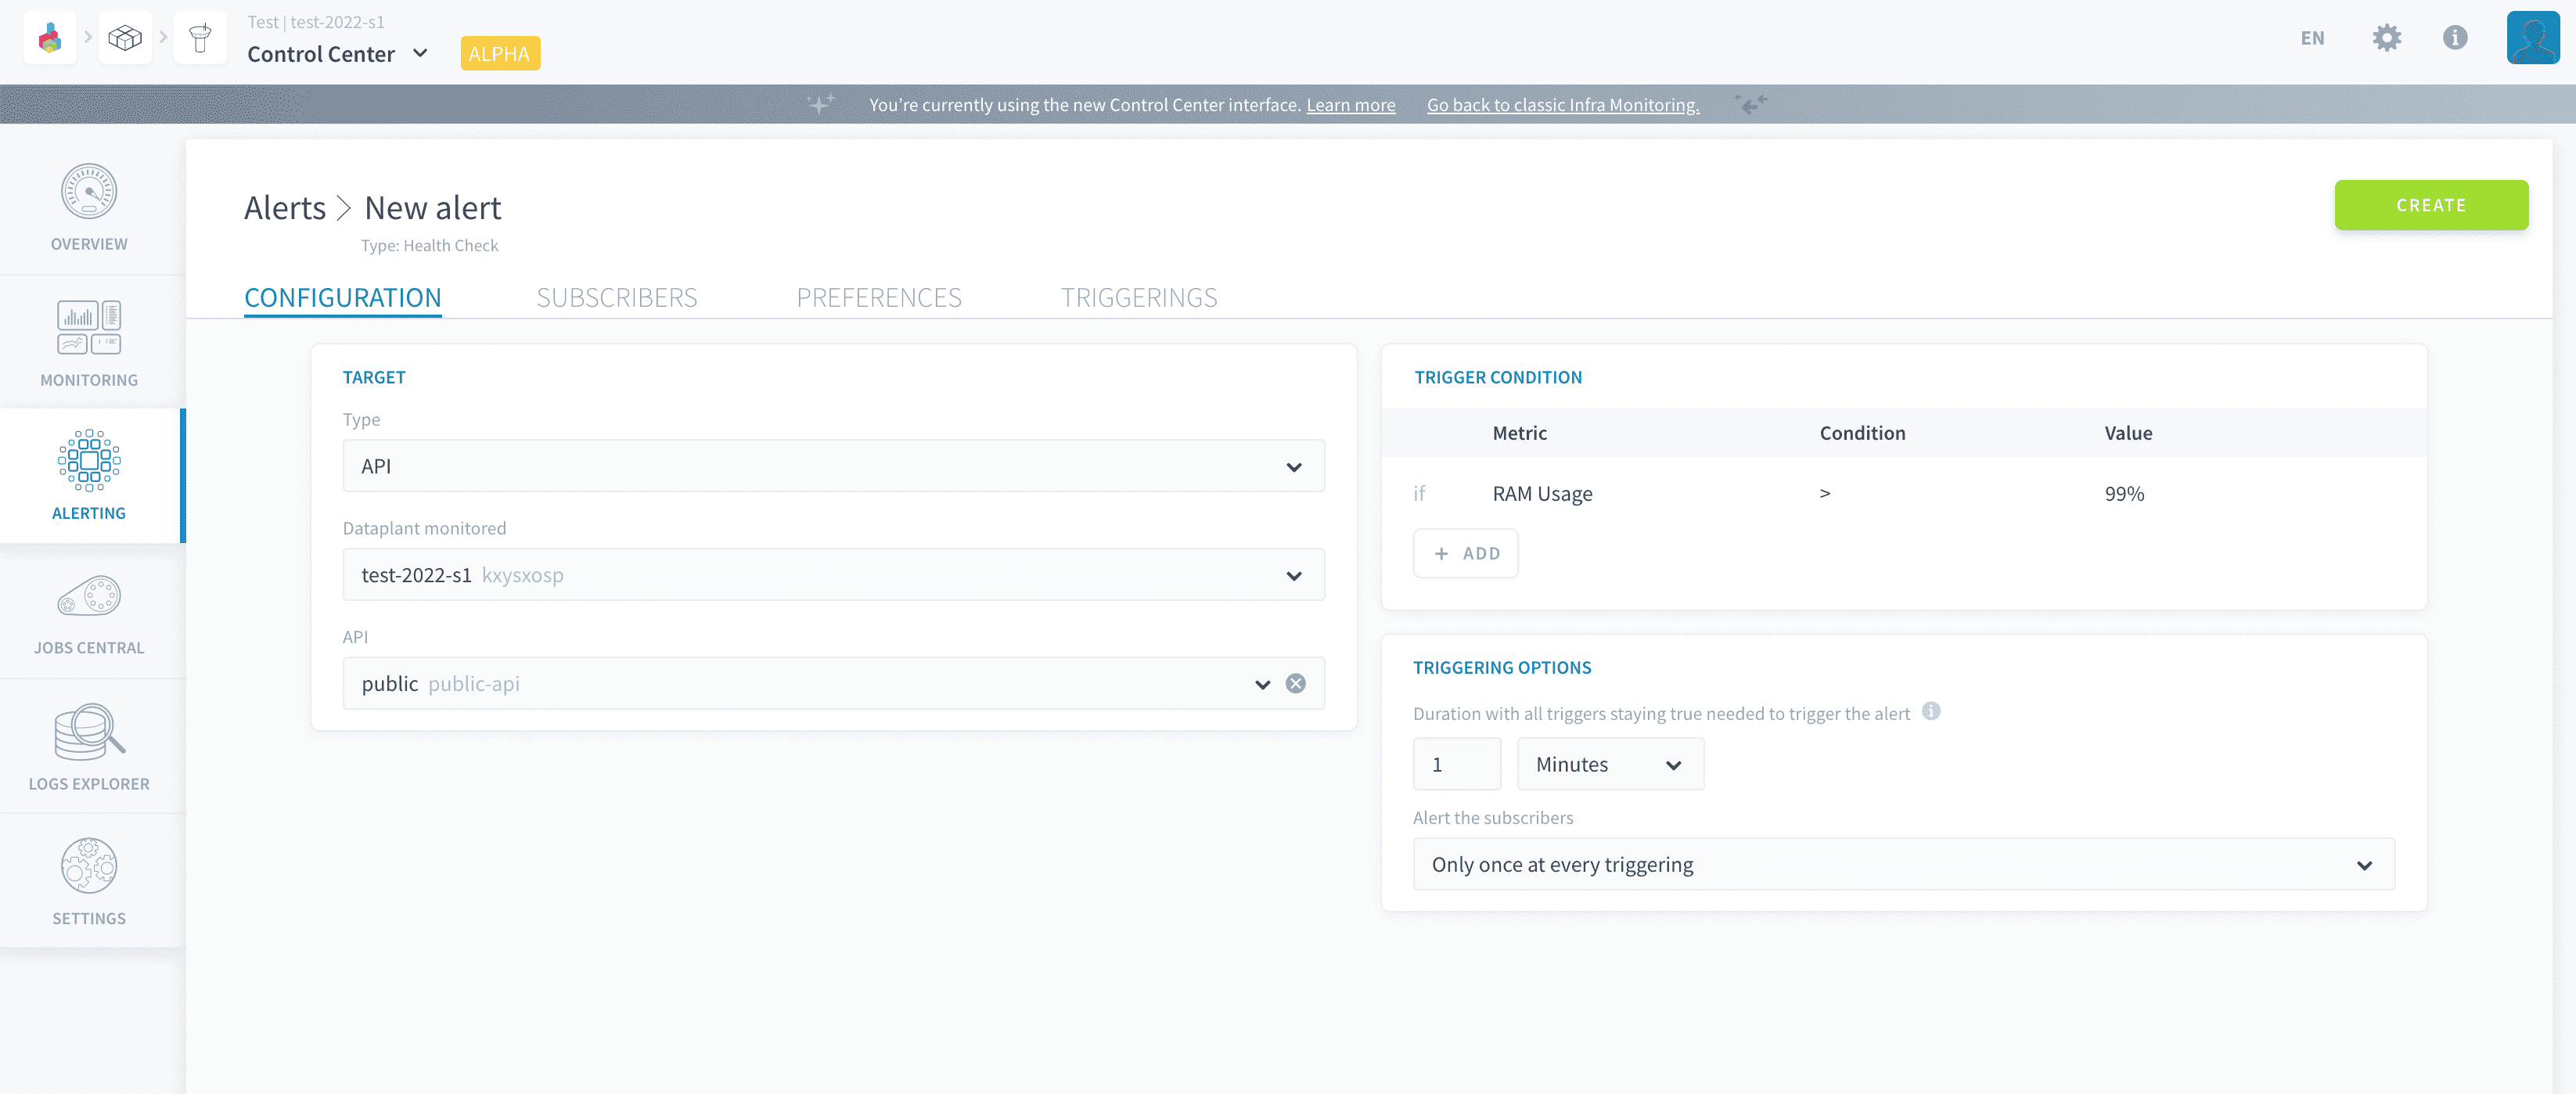 Test | test-2022-s1
Control Center
ALPHA
EN
You're currently using the new Control Center interface. Learn more Go back to classic Infra Monitoring.
OVERVIEW
MONITORING
ALERTING
JOBS CENTRAL
LOGS EXPLORER
SETTINGS
Alerts > New alert
Type: Health Check
CREATE
CONFIGURATION SUBSCRIBERS PREFERENCES TRIGGERINGS
TARGET
Type
API
Dataplant monitored
test-2022-s1 kxysxosp
API
public public-api
TRIGGER CONDITION
Metric Condition Value
if RAM Usage > 99%
+ ADD
TRIGGERING OPTIONS
Duration with all triggers staying true needed to trigger the alert
1 Minutes
Alert the subscribers
Only once at every triggering